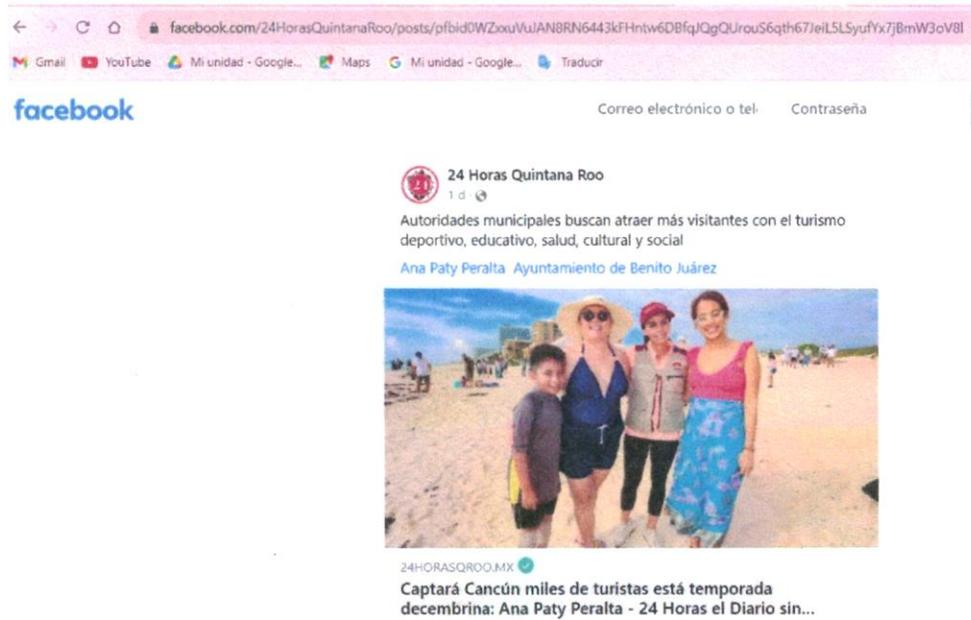 facebook.com/24HorasQuintanaRoo/posts/pfbid0WZxxuVuJAN8RN6443kFHntw6DBfqJQgQUrouS6qth67JeiL5LSyufYx7jBmW3oV8l
Gmail YouTube Mi unidad - Google... Maps Mi unidad - Google... Traducir
facebook
Correo electrónico o tel Contraseña
24 Horas Quintana Roo
1 d
Autoridades municipales buscan atraer más visitantes con el turismo
deportivo, educativo, salud, cultural y social
Ana Paty Peralta Ayuntamiento de Benito Juárez
24HORASQROO.MX
Captará Cancún miles de turistas está temporada
decembrina: Ana Paty Peralta - 24 Horas el Diario sin...